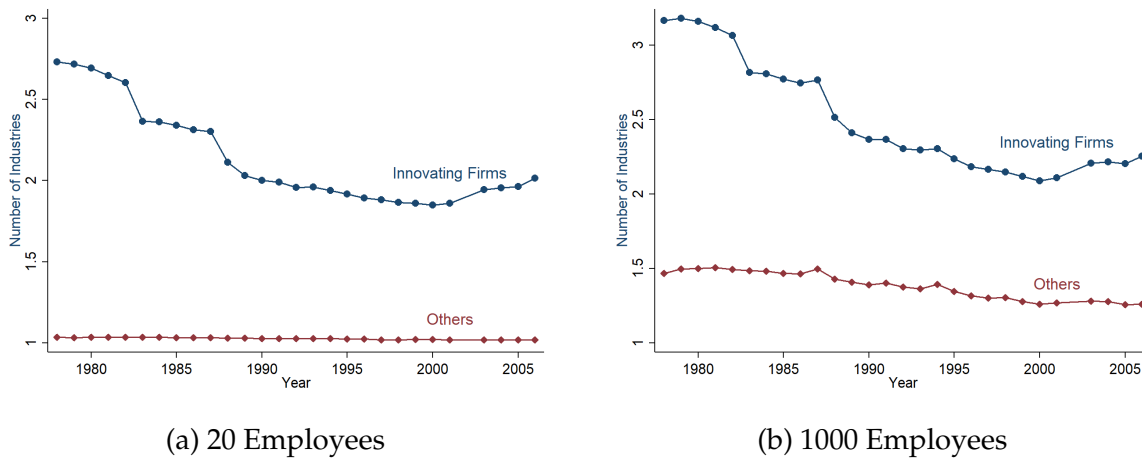 Number of Industries
3
2.5
2
1.5
1
Innovating Firms
Others
1980 1985 1990 1995 2000 2005
Year
(a) 20 Employees
Number of Industries
3
2.5
2
1.5
1
Innovating Firms
Others
1980 1985 1990 1995 2000 2005
Year
(b) 1000 Employees